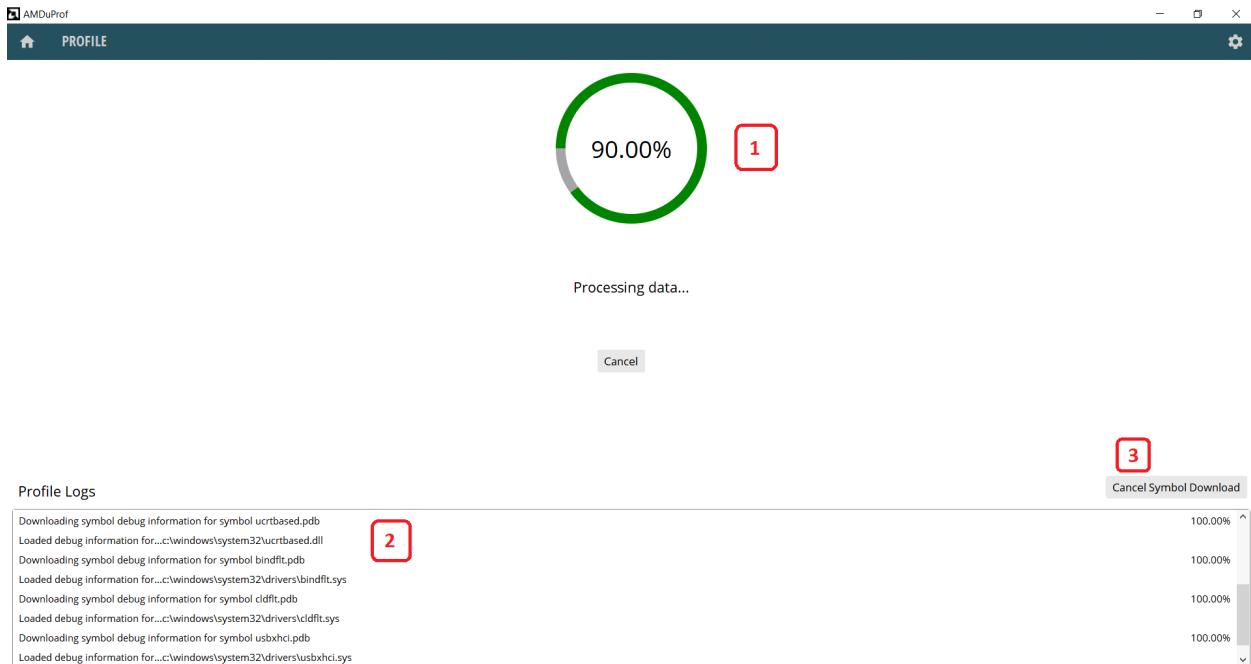 AMDuProf
PROFILE
90.00%
1
Processing data...
Cancel
3
Profile Logs
Cancel Symbol Download
Downloading symbol debug information for symbol ucrtbased.pdb 100.00%
Loaded debug information for...c:\windows\system32\ucrtbased.dll
2
Downloading symbol debug information for symbol bindflt.pdb 100.00%
Loaded debug information for...c:\windows\system32\drivers\bindflt.sys
Downloading symbol debug information for symbol cldflt.pdb 100.00%
Loaded debug information for...c:\windows\system32\drivers\cldflt.sys
Downloading symbol debug information for symbol usbxhci.pdb 100.00%
Loaded debug information for...c:\windows\system32\drivers\usbxhci.sys